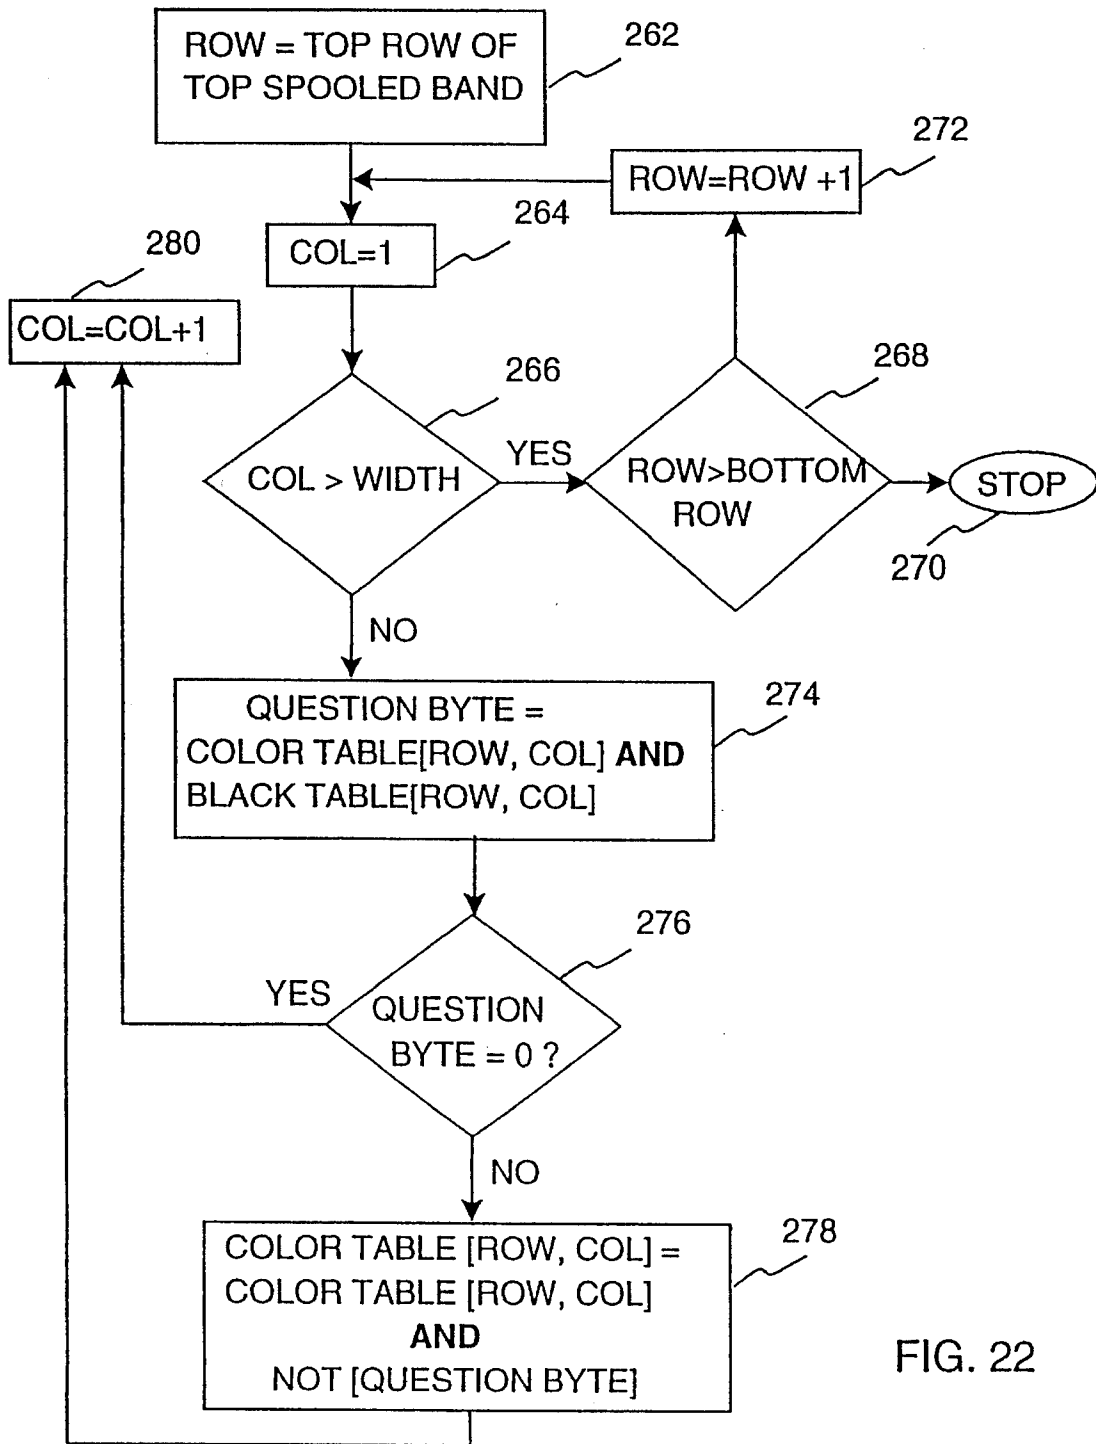 ROW = TOP ROW OF
TOP SPOOLED BAND
262
272
ROW=ROW +1
264
COL=1
280
COL=COL+1
266
268
COL > WIDTH
YES
ROW>BOTTOM
ROW
STOP
270
NO
274
QUESTION BYTE =
COLOR TABLE[ROW, COL] AND
BLACK TABLE[ROW, COL]
276
YES
QUESTION
BYTE = 0 ?
NO
278
COLOR TABLE [ROW, COL] =
COLOR TABLE [ROW, COL]
AND
NOT [QUESTION BYTE]
FIG. 22